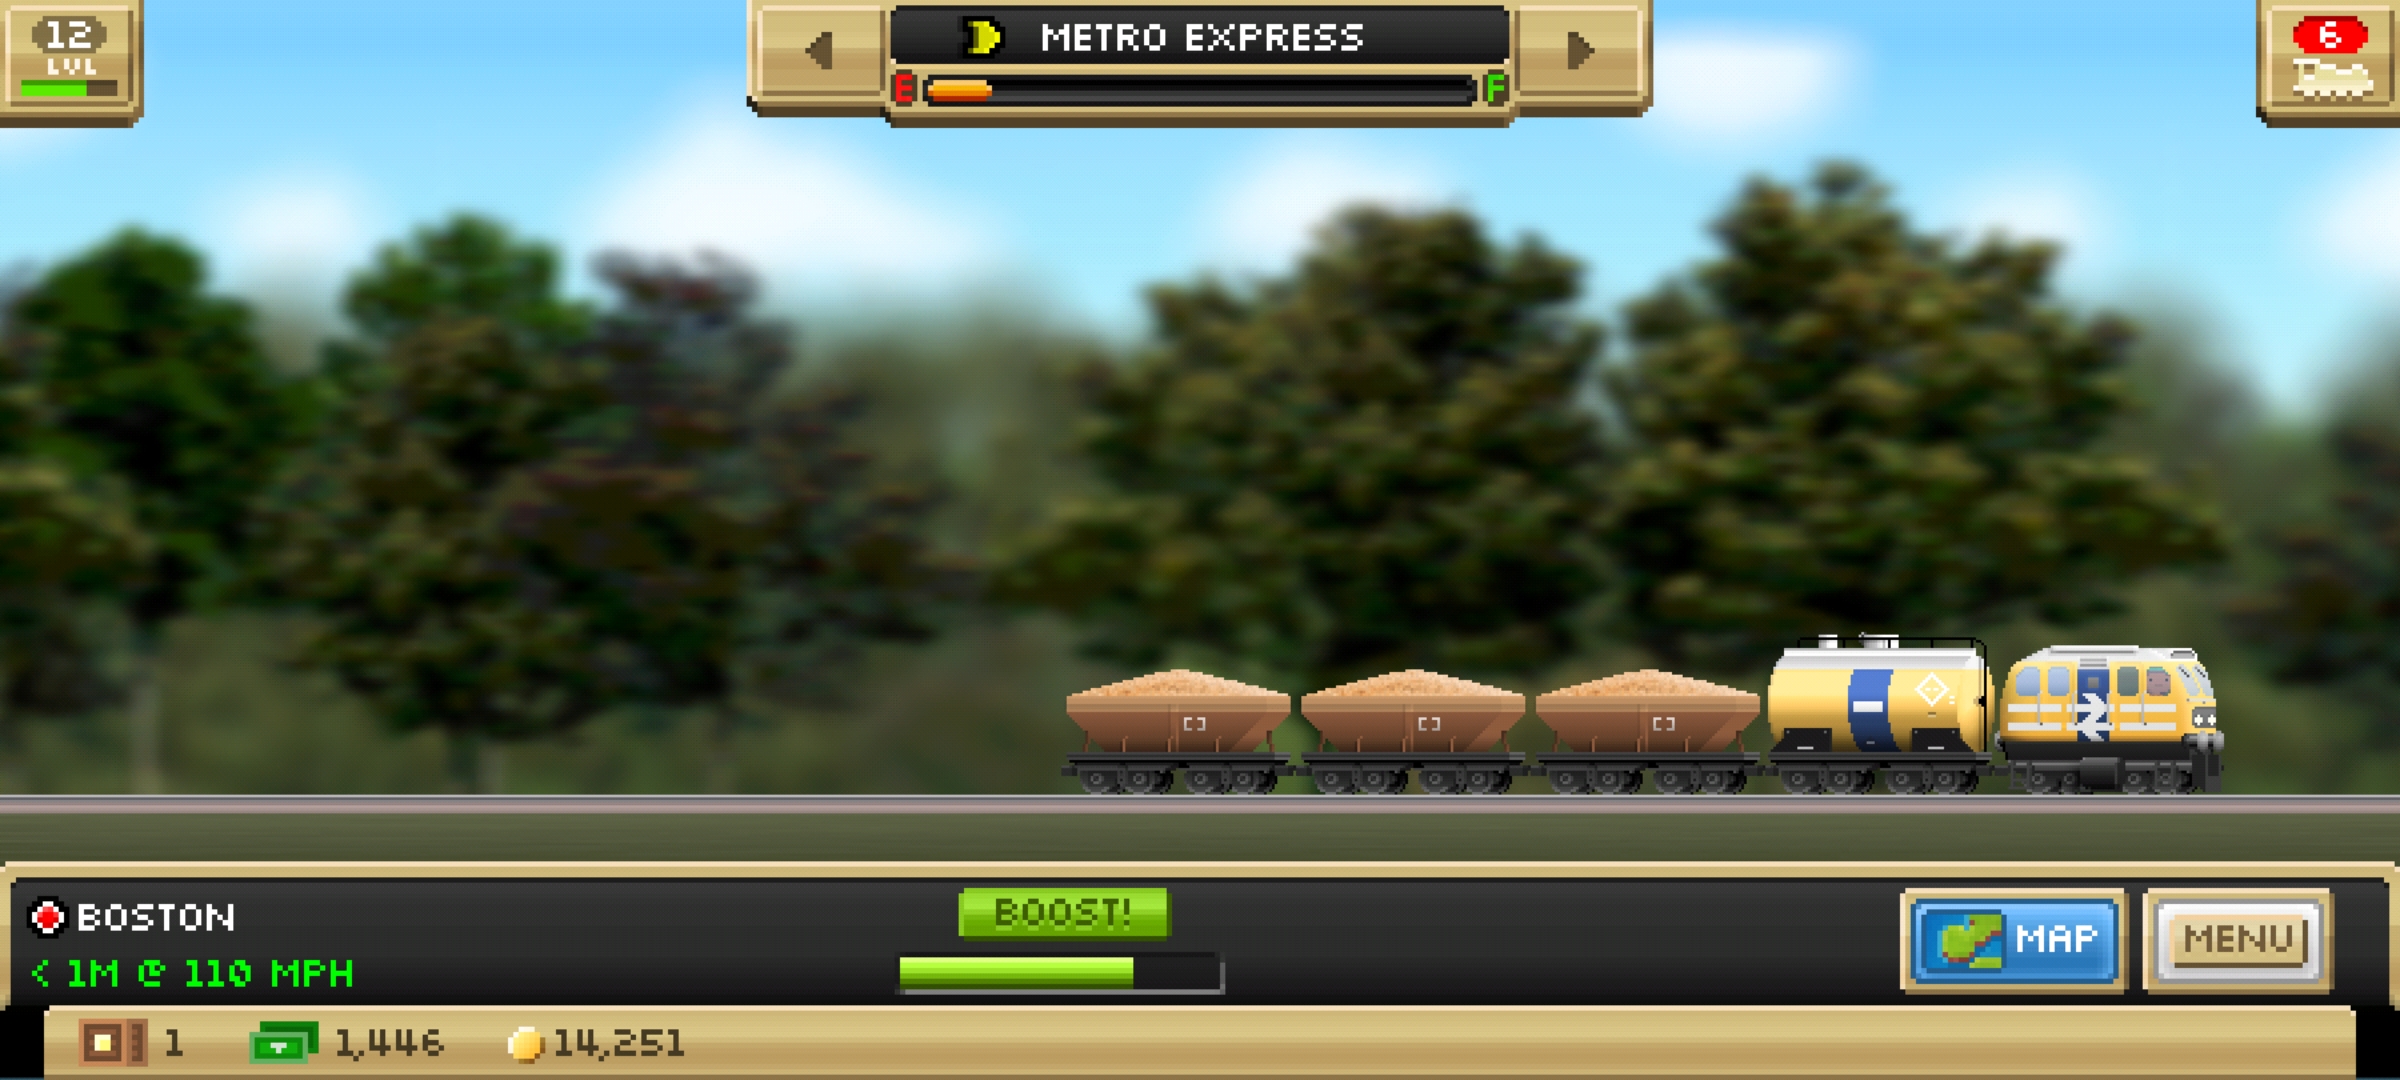 12
LVL
METRO EXPRESS
E F
6
BOSTON
< 1M @ 110 MPH
BOOST!
MAP
MENU
1
1,446
14,251